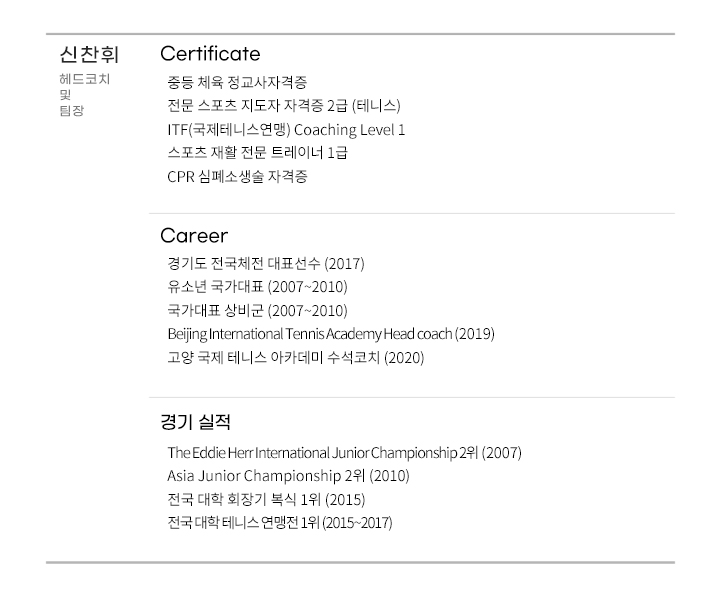 신찬휘
헤드코치
및
팀장
Certificate
중등 체육 정교사자격증
전문 스포츠 지도자 자격증 2급 (테니스)
ITF(국제테니스연맹) Coaching Level 1
스포츠 재활 전문 트레이너 1급
CPR 심폐소생술 자격증
Career
경기도 전국체전 대표선수 (2017)
유소년 국가대표 (2007~2010)
국가대표 상비군 (2007~2010)
Beijing International Tennis Academy Head coach (2019)
고양 국제 테니스 아카데미 수석코치 (2020)
경기 실적
The Eddie Herr International Junior Championship 2위 (2007)
Asia Junior Championship 2위 (2010)
전국 대학 회장기 복식 1위 (2015)
전국 대학 테니스 연맹전 1위 (2015~2017)